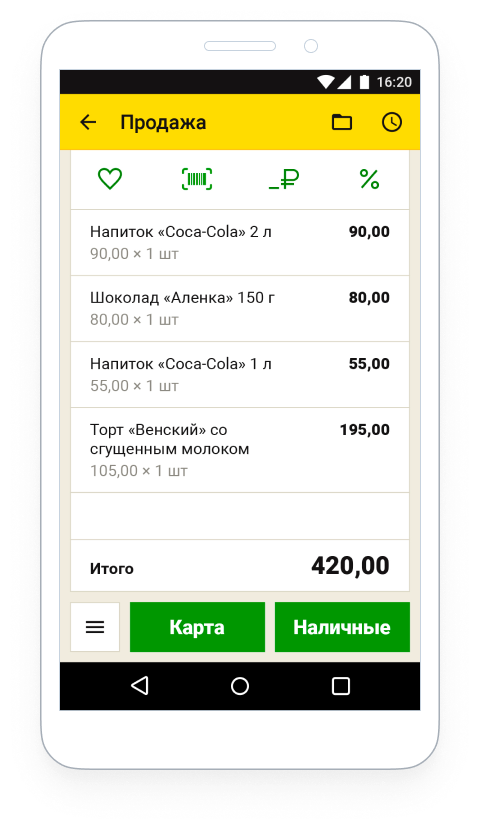 16:20
Продажа
Напиток «Coca-Cola» 2 л 90,00
90,00 × 1 шт
Шоколад «Аленка» 150 г 80,00
80,00 × 1 шт
Напиток «Coca-Cola» 1 л 55,00
55,00 × 1 шт
Торт «Венский» со 195,00
сгущенным молоком
105,00 × 1 шт
Итого 420,00
Карта Наличные